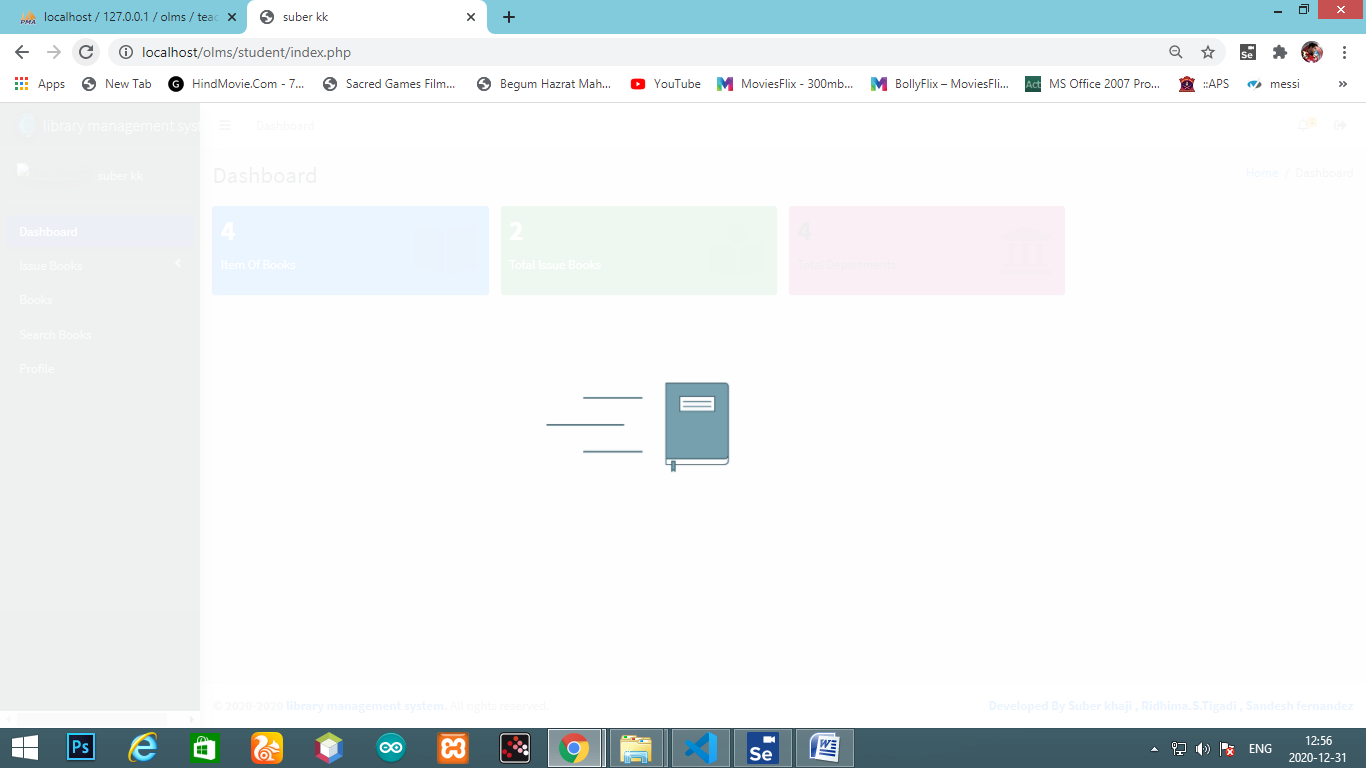 localhost / 127.0.0.1 / olms / teac
suber kk
localhost/olms/student/index.php
Apps
New Tab
HindMovie.Com - 7...
Sacred Games Film...
Begum Hazrat Mah...
YouTube
MoviesFlix - 300mb...
BollyFlix – MoviesFli...
MS Office 2007 Pro...
::APS
messi
»
library management syst
Dashboard
suber kk
Dashboard
Home / Dashboard
Dashboard
Issue Books
Books
Search Books
Profile
4
Item Of Books
2
Total Issue Books
4
© 2020-2020 library management system. All rights reserved.
Developed By Suber khaji , Ridhima.S.Tigadi , Sandesh fernandez
ENG
12:56
2020-12-31